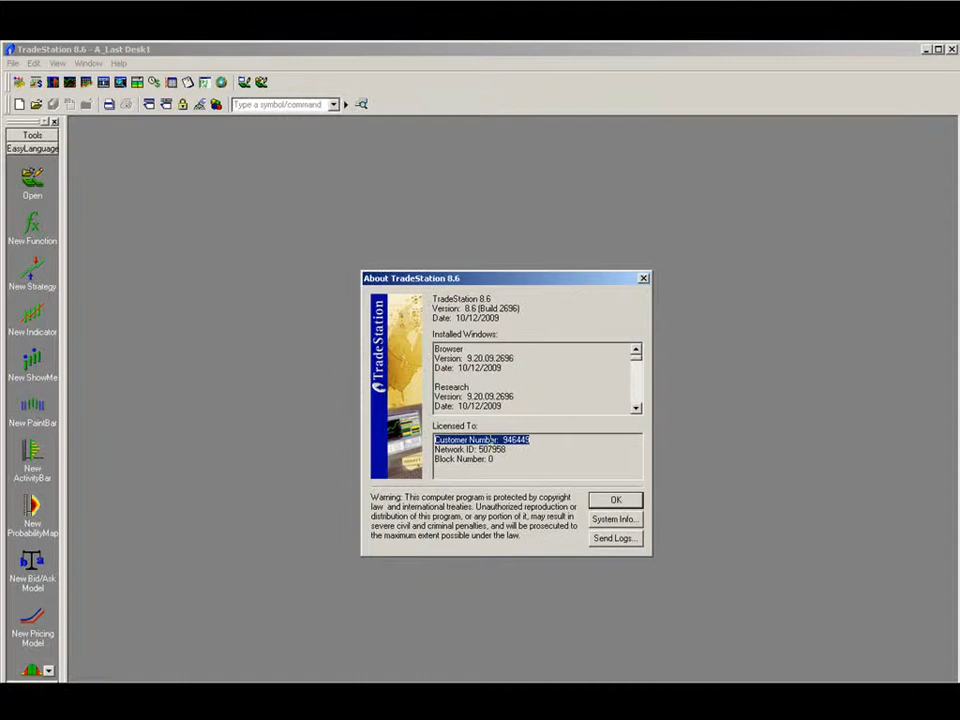 TradeStation 8.6 - A_Last Desk1
File Edit View Window Help
Type a symbol/command
Tools
EasyLanguage
Open
New Function
New Strategy
New Indicator
New ShowMe
New PaintBar
New
ActivityBar
New
ProbabilityMap
New Bid/Ask
Model
New Pricing
Model
About TradeStation 8.6
TradeStation
TradeStation 8.6
Version: 8.6 (Build 2696)
Date: 10/12/2009
Installed Windows:
Browser
Version: 9.20.09.2696
Date: 10/12/2009
Research
Version: 9.20.09.2696
Date: 10/12/2009
Licensed To:
Customer Number: 946449
Network ID: 507958
Block Number: 0
Warning: This computer program is protected by copyright
law and international treaties. Unauthorized reproduction or
distribution of this program, or any portion of it, may result in
severe civil and criminal penalties, and will be prosecuted to
the maximum extent possible under the law.
OK
System Info...
Send Logs...